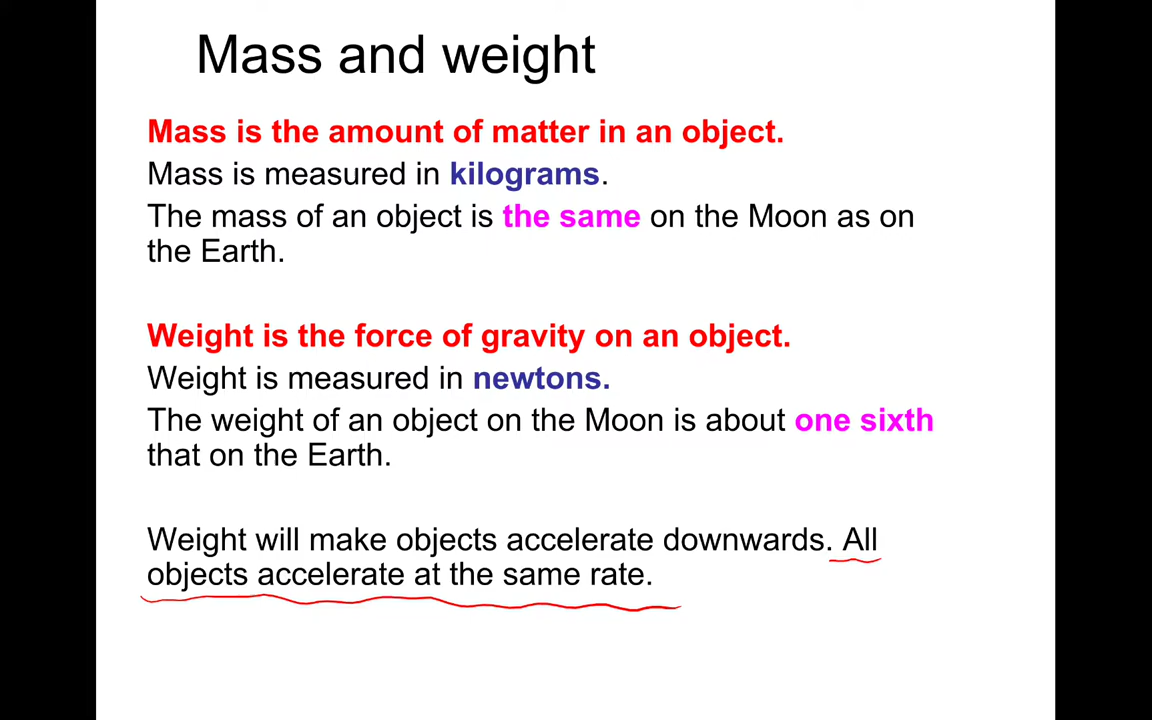 Mass and weight
Mass is the amount of matter in an object.
Mass is measured in kilograms.
The mass of an object is the same on the Moon as on
the Earth.
Weight is the force of gravity on an object.
Weight is measured in newtons.
The weight of an object on the Moon is about one sixth
that on the Earth.
Weight will make objects accelerate downwards. All
objects accelerate at the same rate.